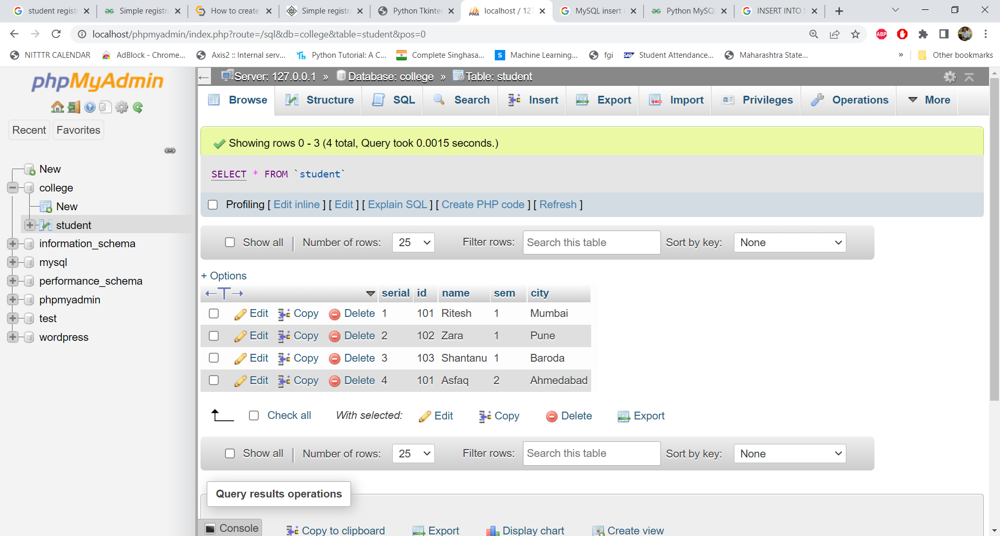 student registr
Simple registra
How to create
Simple registra
Python Tkinter
localhost / 127
MySQL insert i
Python MySQL
INSERT INTO S
localhost/phpmyadmin/index.php?route=/sql&db=college&table=student&pos=0
NITTTR CALENDAR
AdBlock - Chrome...
Axis2 :: Internal serv...
Python Tutorial: A C...
Complete Singhasa...
Machine Learning...
fgi
Student Attendance...
Maharashtra State...
»
Other bookmarks
phpMyAdmin
Recent
Favorites
New
college
New
student
information_schema
mysql
performance_schema
phpmyadmin
test
wordpress
Server: 127.0.0.1 » Database: college » Table: student
Browse
Structure
SQL
Search
Insert
Export
Import
Privileges
Operations
More
Showing rows 0 - 3 (4 total, Query took 0.0015 seconds.)
SELECT * FROM `student`
Profiling [ Edit inline ] [ Edit ] [ Explain SQL ] [ Create PHP code ] [ Refresh ]
Show all | Number of rows: 25 Filter rows: Search this table Sort by key: None
+ Options
serial id name sem city
Edit Copy Delete 1 101 Ritesh 1 Mumbai
Edit Copy Delete 2 102 Zara 1 Pune
Edit Copy Delete 3 103 Shantanu 1 Baroda
Edit Copy Delete 4 101 Asfaq 2 Ahmedabad
Check all With selected: Edit Copy Delete Export
Show all | Number of rows: 25 Filter rows: Search this table Sort by key: None
Query results operations
Console
Copy to clipboard
Export
Display chart
Create view